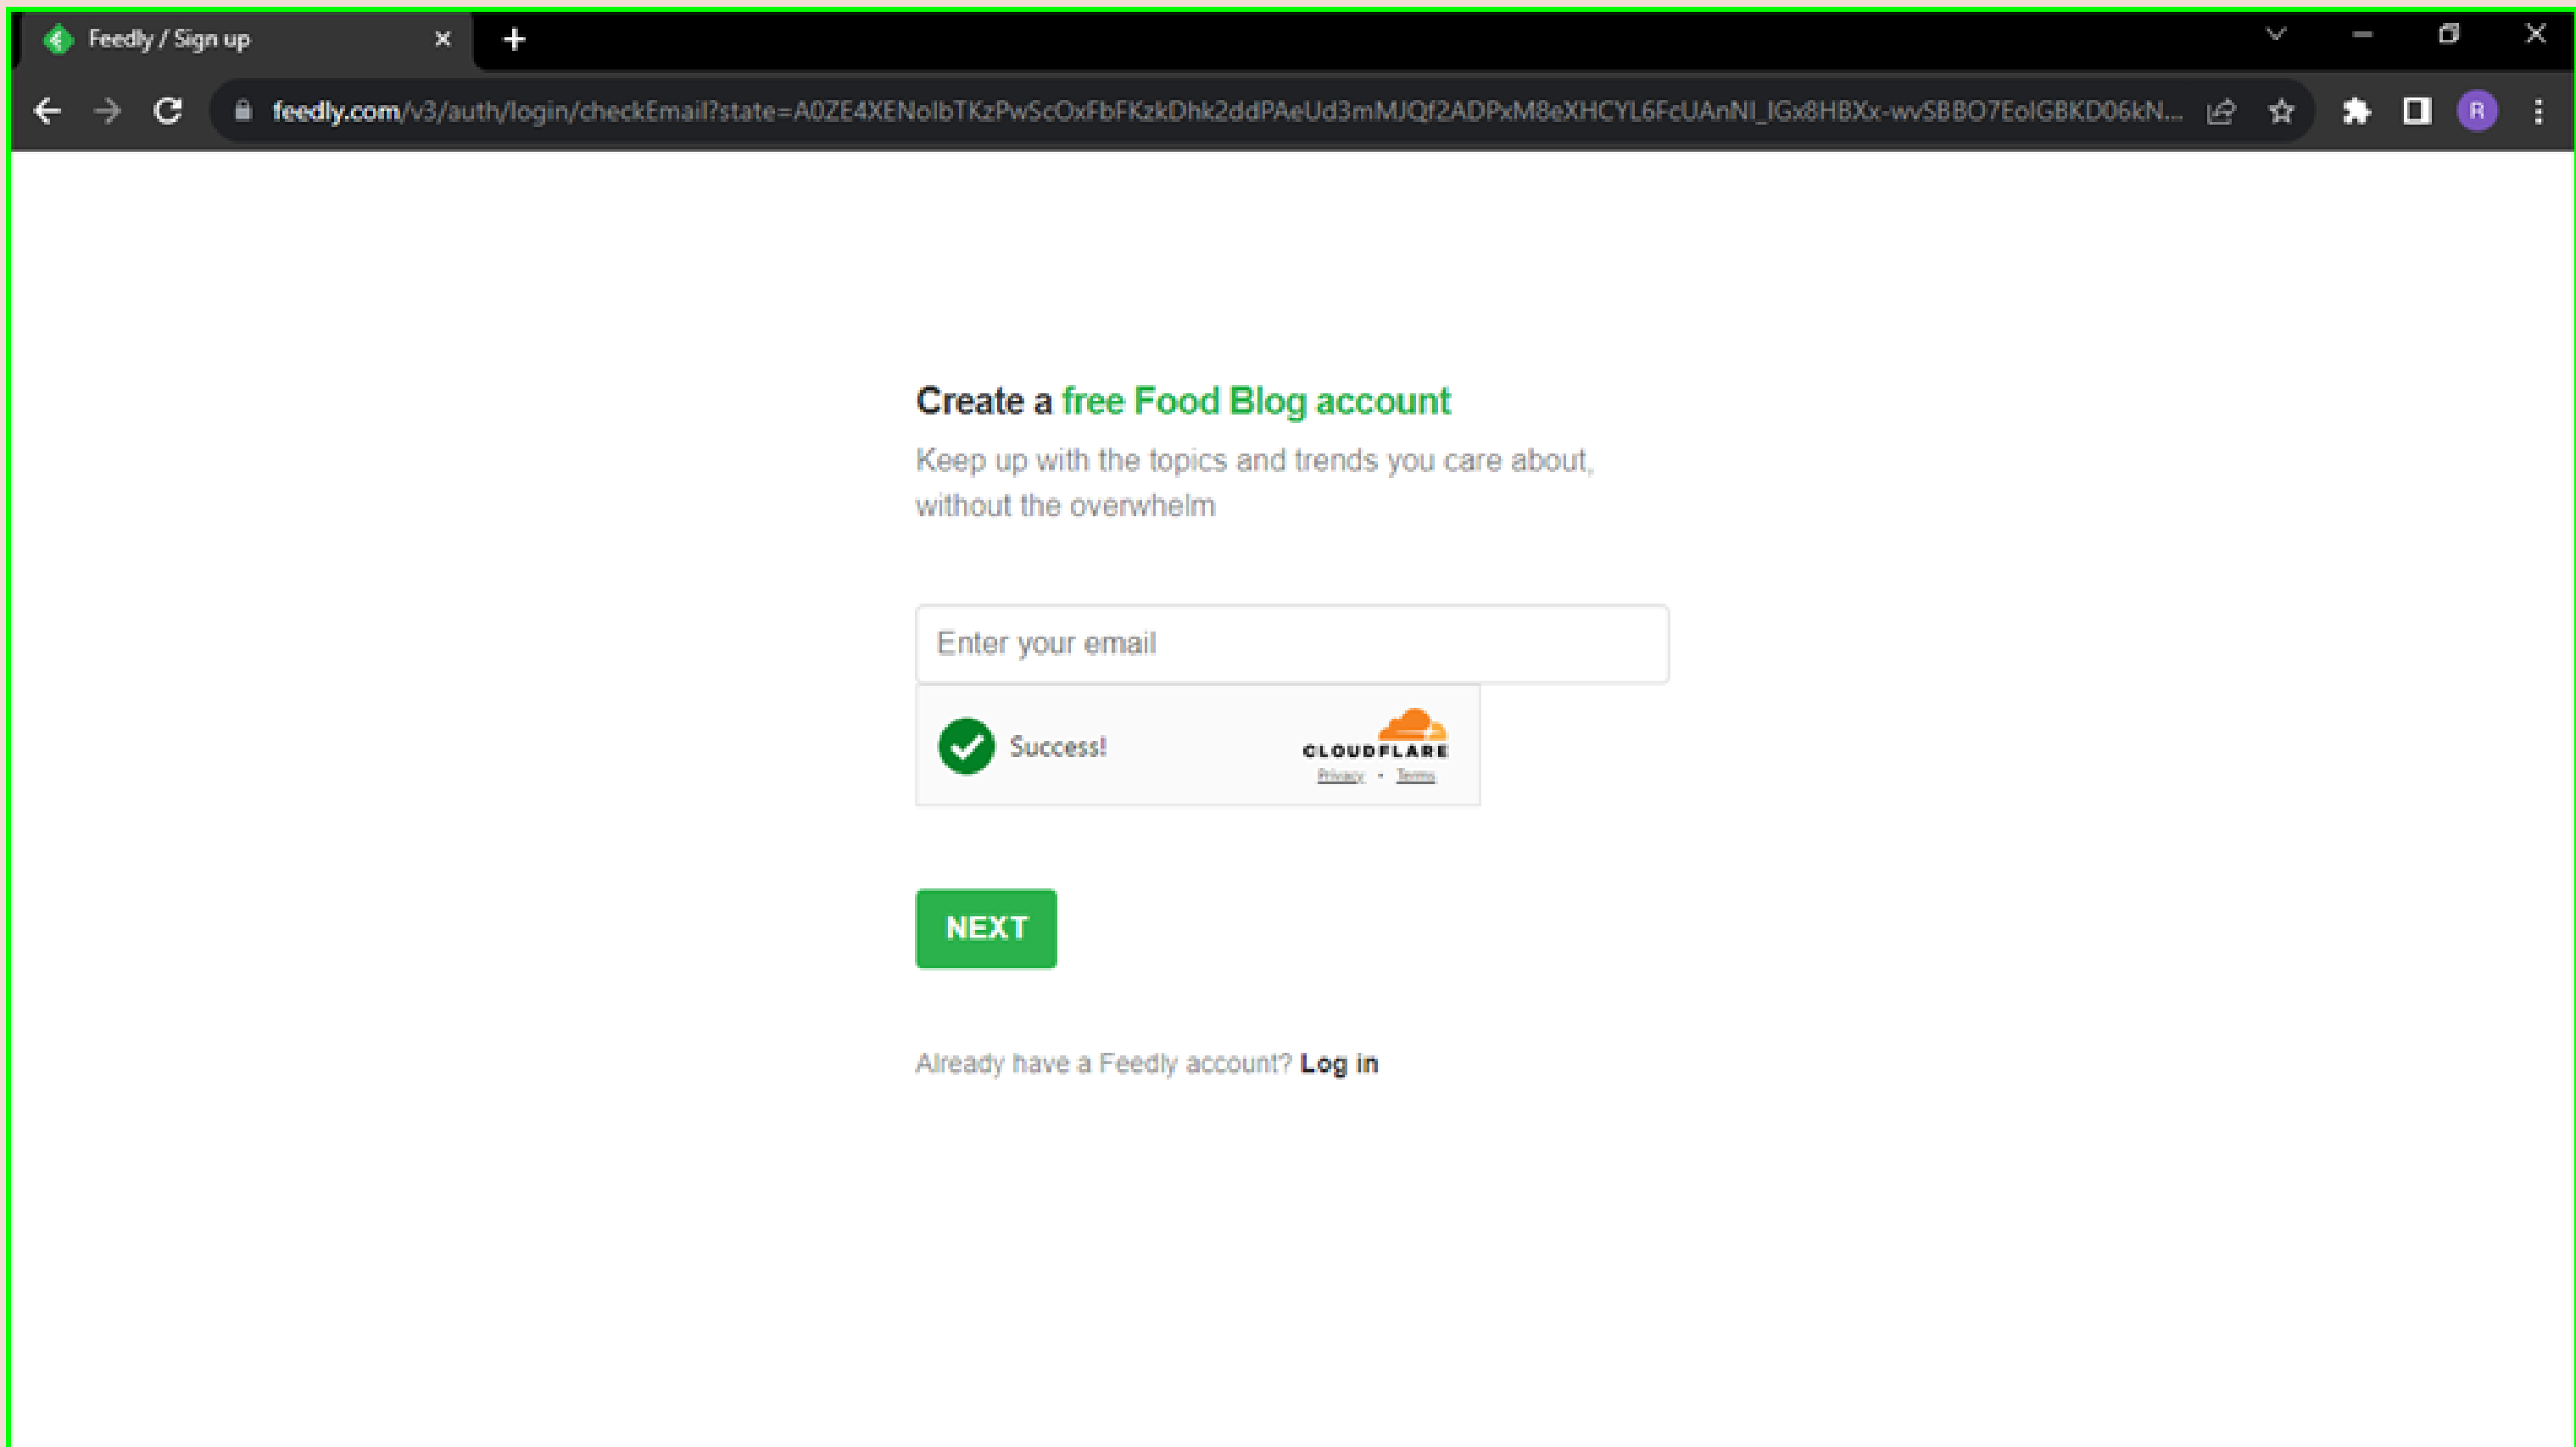 Feedly / Sign up
feedly.com/v3/auth/login/checkEmail?state=A0ZE4XENolbTKzPwScOxFbFKzkDhk2ddPAeUd3mMJQf2ADPxM8eXHCYL6FcUAnNI_IGx8HBXx-wvSBBO7EolGBKD06kN...
R
Create a free Food Blog account
Keep up with the topics and trends you care about,
without the overwhelm
Enter your email
Success!
CLOUDFLARE
Privacy • Terms
NEXT
Already have a Feedly account? Log in